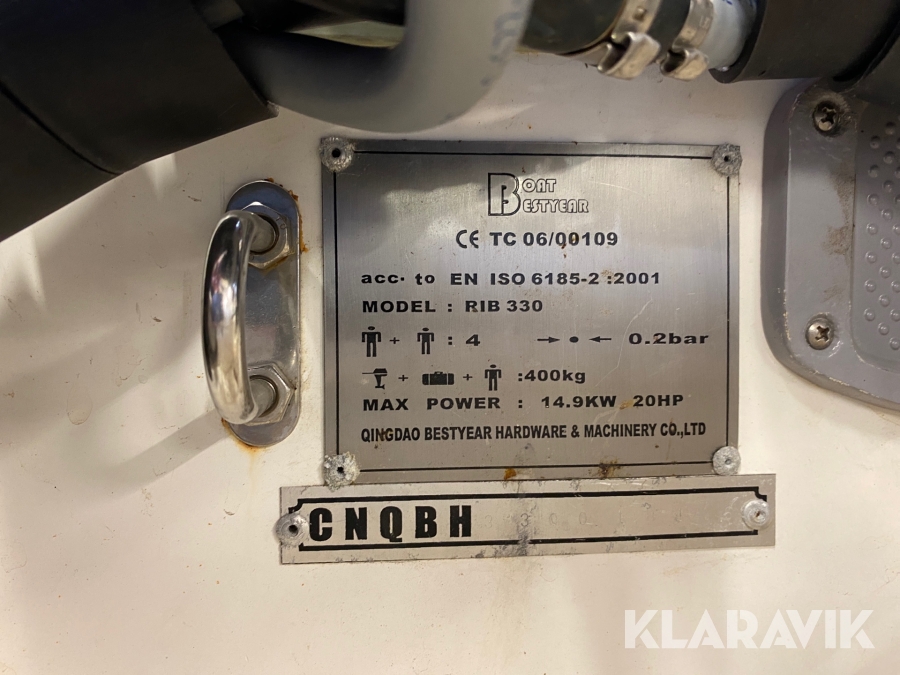 BOAT
BESTYEAR
CE TC 06/00109
acc. to EN ISO 6185-2 :2001
MODEL : RIB 330
+ : 4 0.2bar
+ + :400kg
MAX POWER : 14.9KW 20HP
QINGDAO BESTYEAR HARDWARE & MACHINERY CO.,LTD
CNQBH
KLARAVIK